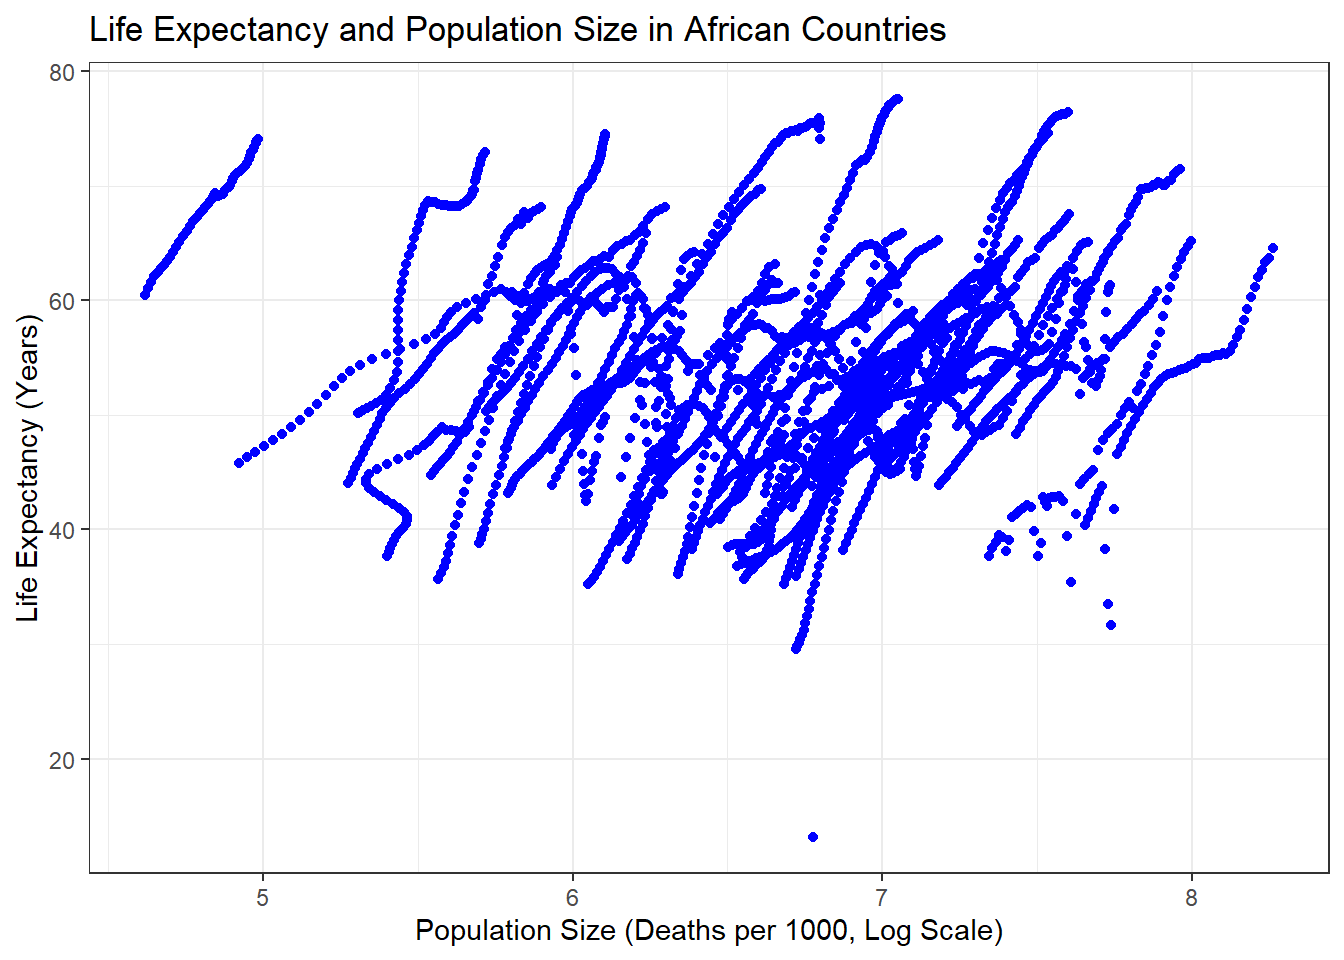 Life Expectancy and Population Size in African Countries
Life Expectancy (Years)
80
60
40
20
5 6 7 8
Population Size (Deaths per 1000, Log Scale)